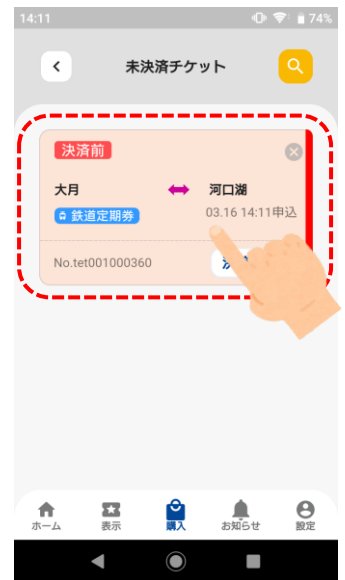 14:11 74%
未決済チケット
決済前
大月 河口湖
鉄道定期券 03.16 14:11申込
No.tet001000360
ホーム 表示 購入 お知らせ 設定